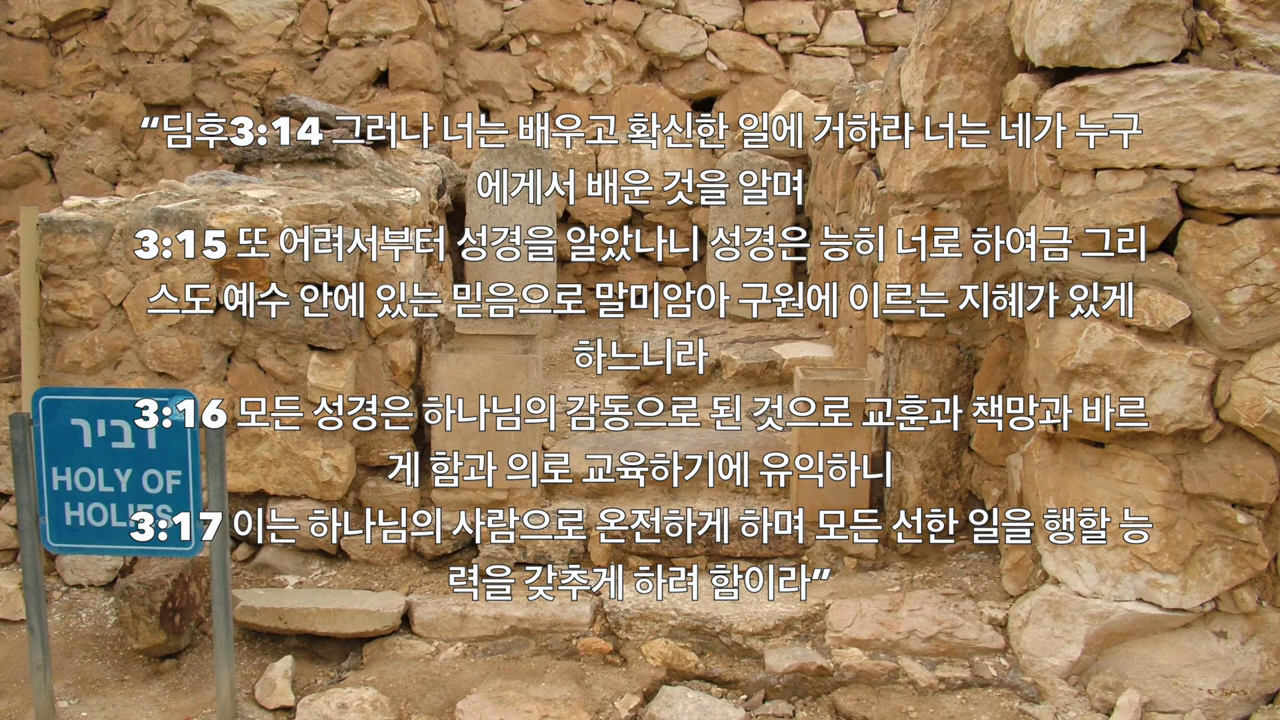 “딤후3:14 그러나 너는 배우고 확신한 일에 거하라 너는 네가 누구
에게서 배운 것을 알며
3:15 또 어려서부터 성경을 알았나니 성경은 능히 너로 하여금 그리
스도 예수 안에 있는 믿음으로 말미암아 구원에 이르는 지혜가 있게
하느니라
3:16 모든 성경은 하나님의 감동으로 된 것으로 교훈과 책망과 바르
게 함과 의로 교육하기에 유익하니
3:17 이는 하나님의 사람으로 온전하게 하며 모든 선한 일을 행할 능
력을 갖추게 하려 함이라”
דביר
HOLY OF
HOLIES